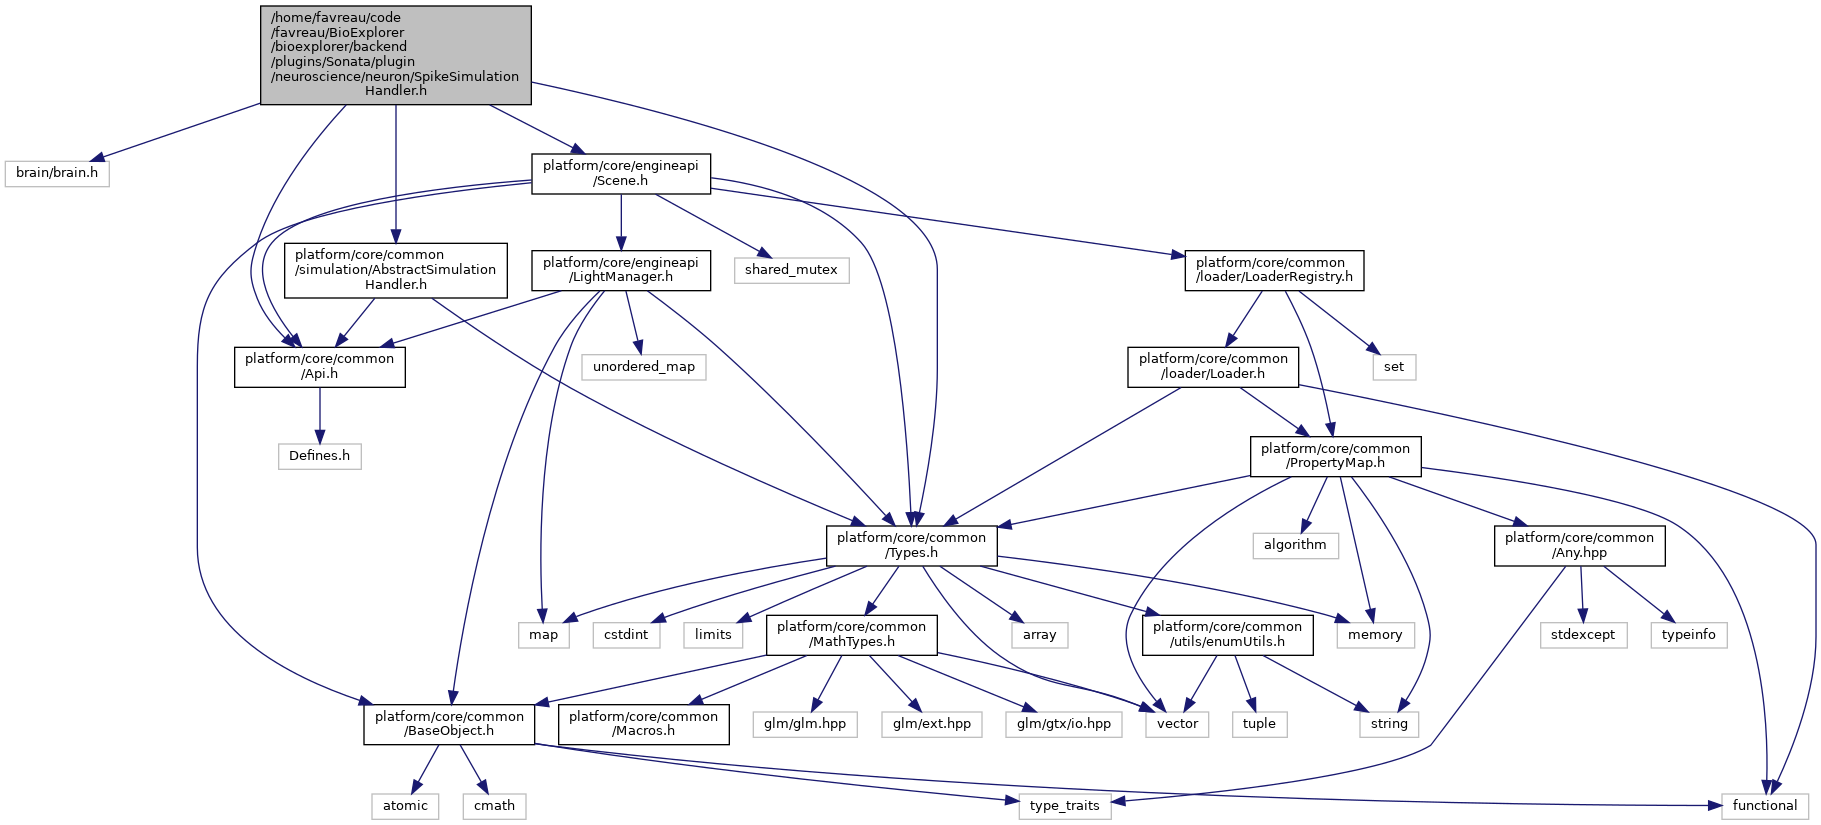 /home/favreau/code
/favreau/BioExplorer
/bioexplorer/backend
/plugins/Sonata/plugin
/neuroscience/neuron/SpikeSimulation
Handler.h
brain/brain.h
platform/core/engineapi
/Scene.h
platform/core/common
/simulation/AbstractSimulation
Handler.h
platform/core/engineapi
/LightManager.h
shared_mutex
platform/core/common
/loader/LoaderRegistry.h
platform/core/common
/Api.h
unordered_map
platform/core/common
/loader/Loader.h
set
Defines.h
platform/core/common
/PropertyMap.h
platform/core/common
/Types.h
algorithm
platform/core/common
/Any.hpp
map
cstdint
limits
platform/core/common
/MathTypes.h
array
platform/core/common
/utils/enumUtils.h
memory
stdexcept
typeinfo
platform/core/common
/BaseObject.h
platform/core/common
/Macros.h
glm/glm.hpp
glm/ext.hpp
glm/gtx/io.hpp
vector
tuple
string
atomic
cmath
type_traits
functional